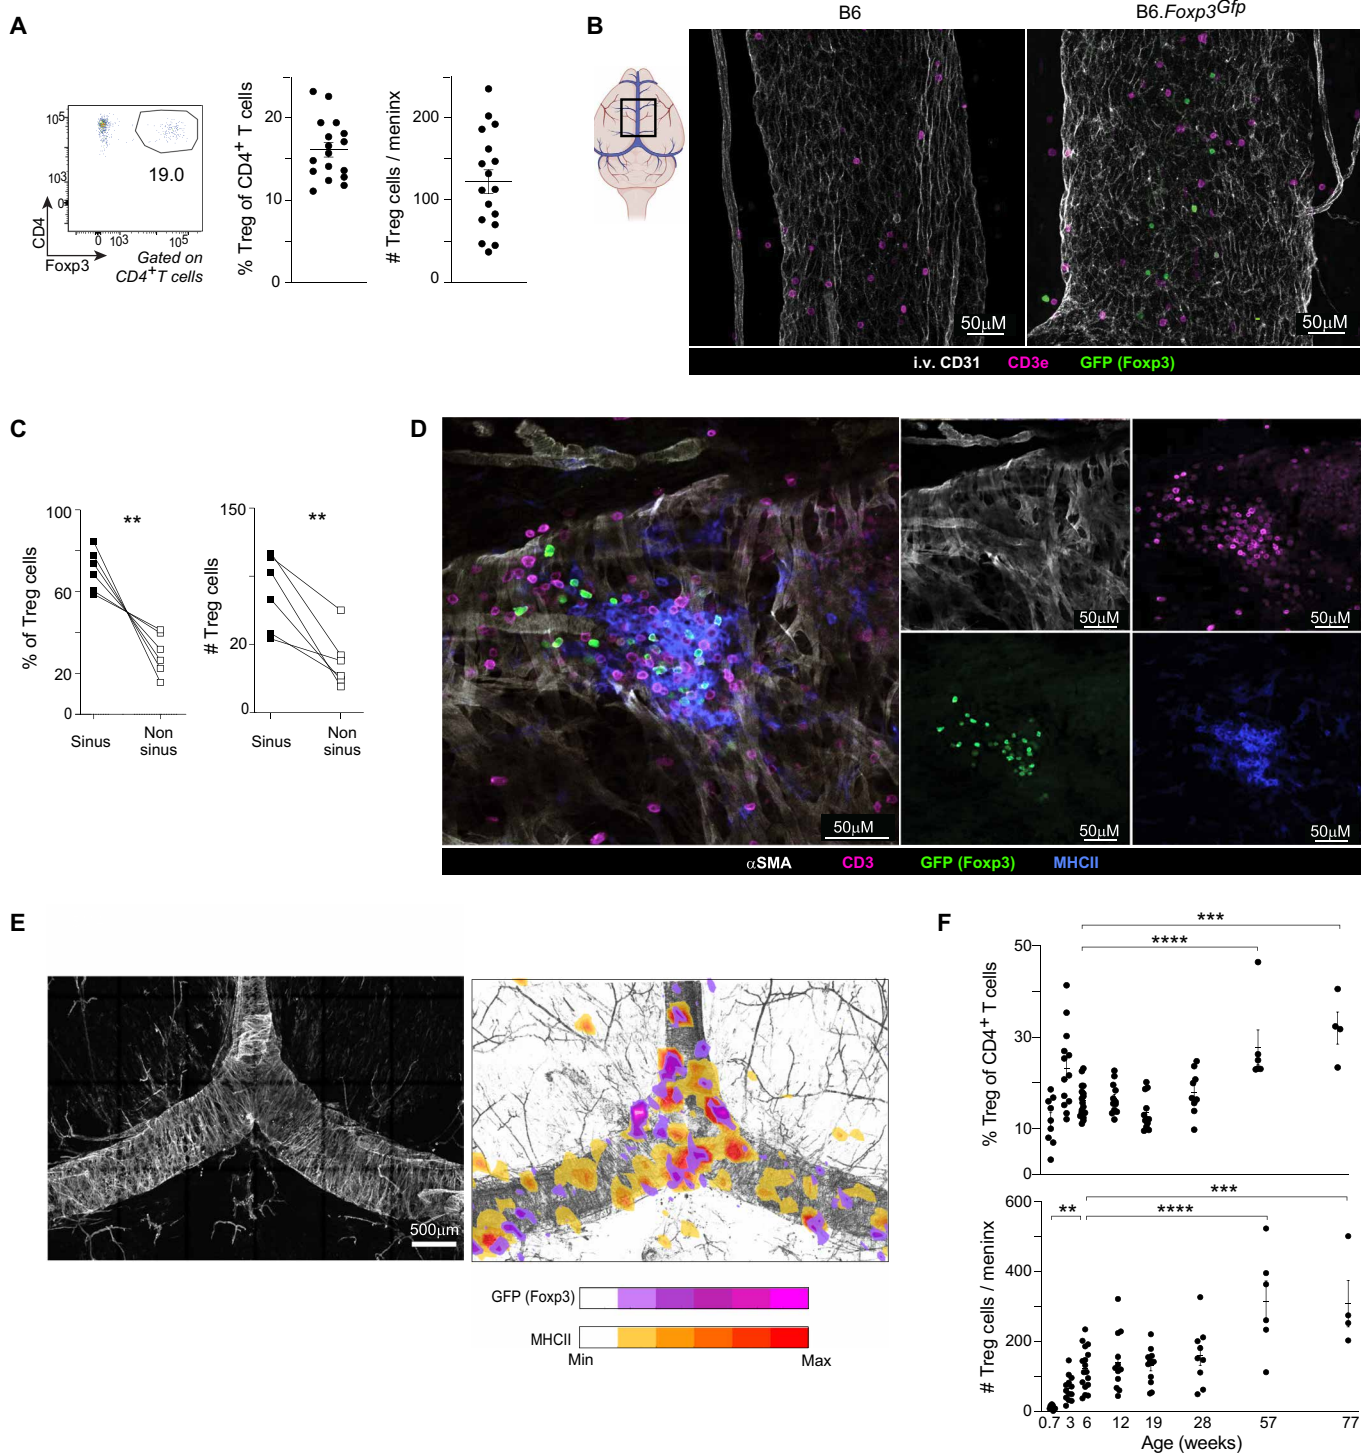 A
% Treg of CD4+ T cells
20
10
0
# Treg cells / meninx
200
100
0
10⁵
10³
0
19.0
0 10³ 10⁵
CD4
Foxp3
Gated on
CD4+T cells
B
B6
B6.Foxp3Gfp
50µM
50µM
i.v. CD31 CD3e GFP (Foxp3)
C
% of Treg cells
100
60
20
0
**
Sinus
Non
sinus
# Treg cells
150
20
0
**
Sinus
Non
sinus
D
50µM
50µM
50µM
50µM
50µM
αSMA CD3 GFP (Foxp3) MHCII
E
500µm
GFP (Foxp3)
MHCII
Min Max
F
% Treg of CD4+ T cells
50
30
10
0
***
****
# Treg cells / meninx
600
400
200
0
**
****
***
0.7 3 6 12 19 28 57 77
Age (weeks)